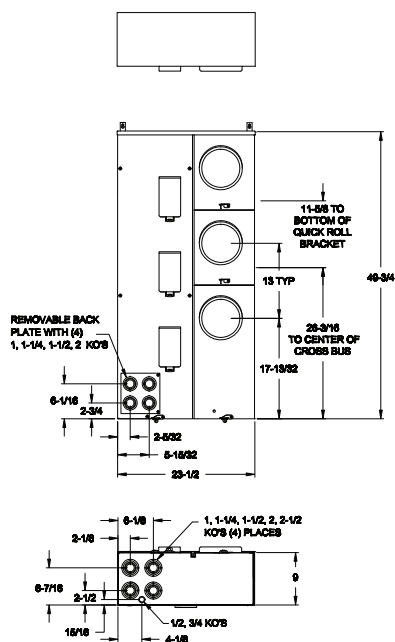 11-5/8 TO
BOTTOM OF
QUICK ROLL
BRACKET
49-3/4
13 TYP
26-3/16
TO CENTER OF
CROSS BUS
REMOVABLE BACK
PLATE WITH (4)
1, 1-1/4, 1-1/2, 2 KO'S
17-13/32
6-1/16
2-3/4
2-5/32
5-15/32
23-1/2
6-1/8
1, 1-1/4, 1-1/2, 2, 2-1/2
KO'S (4) PLACES
2-1/8
6-7/16
9
2-1/2
1/2, 3/4 KO'S
15/16
4-1/8